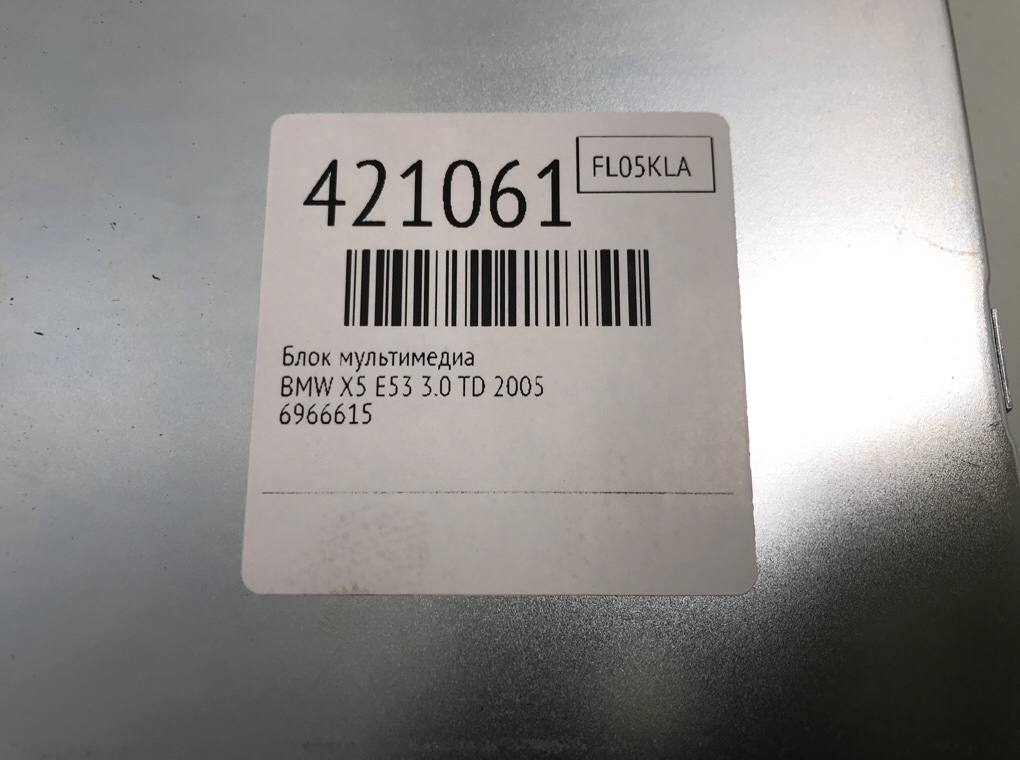 421061
FL05KLA
Блок мультимедиа
BMW X5 E53 3.0 TD 2005
6966615